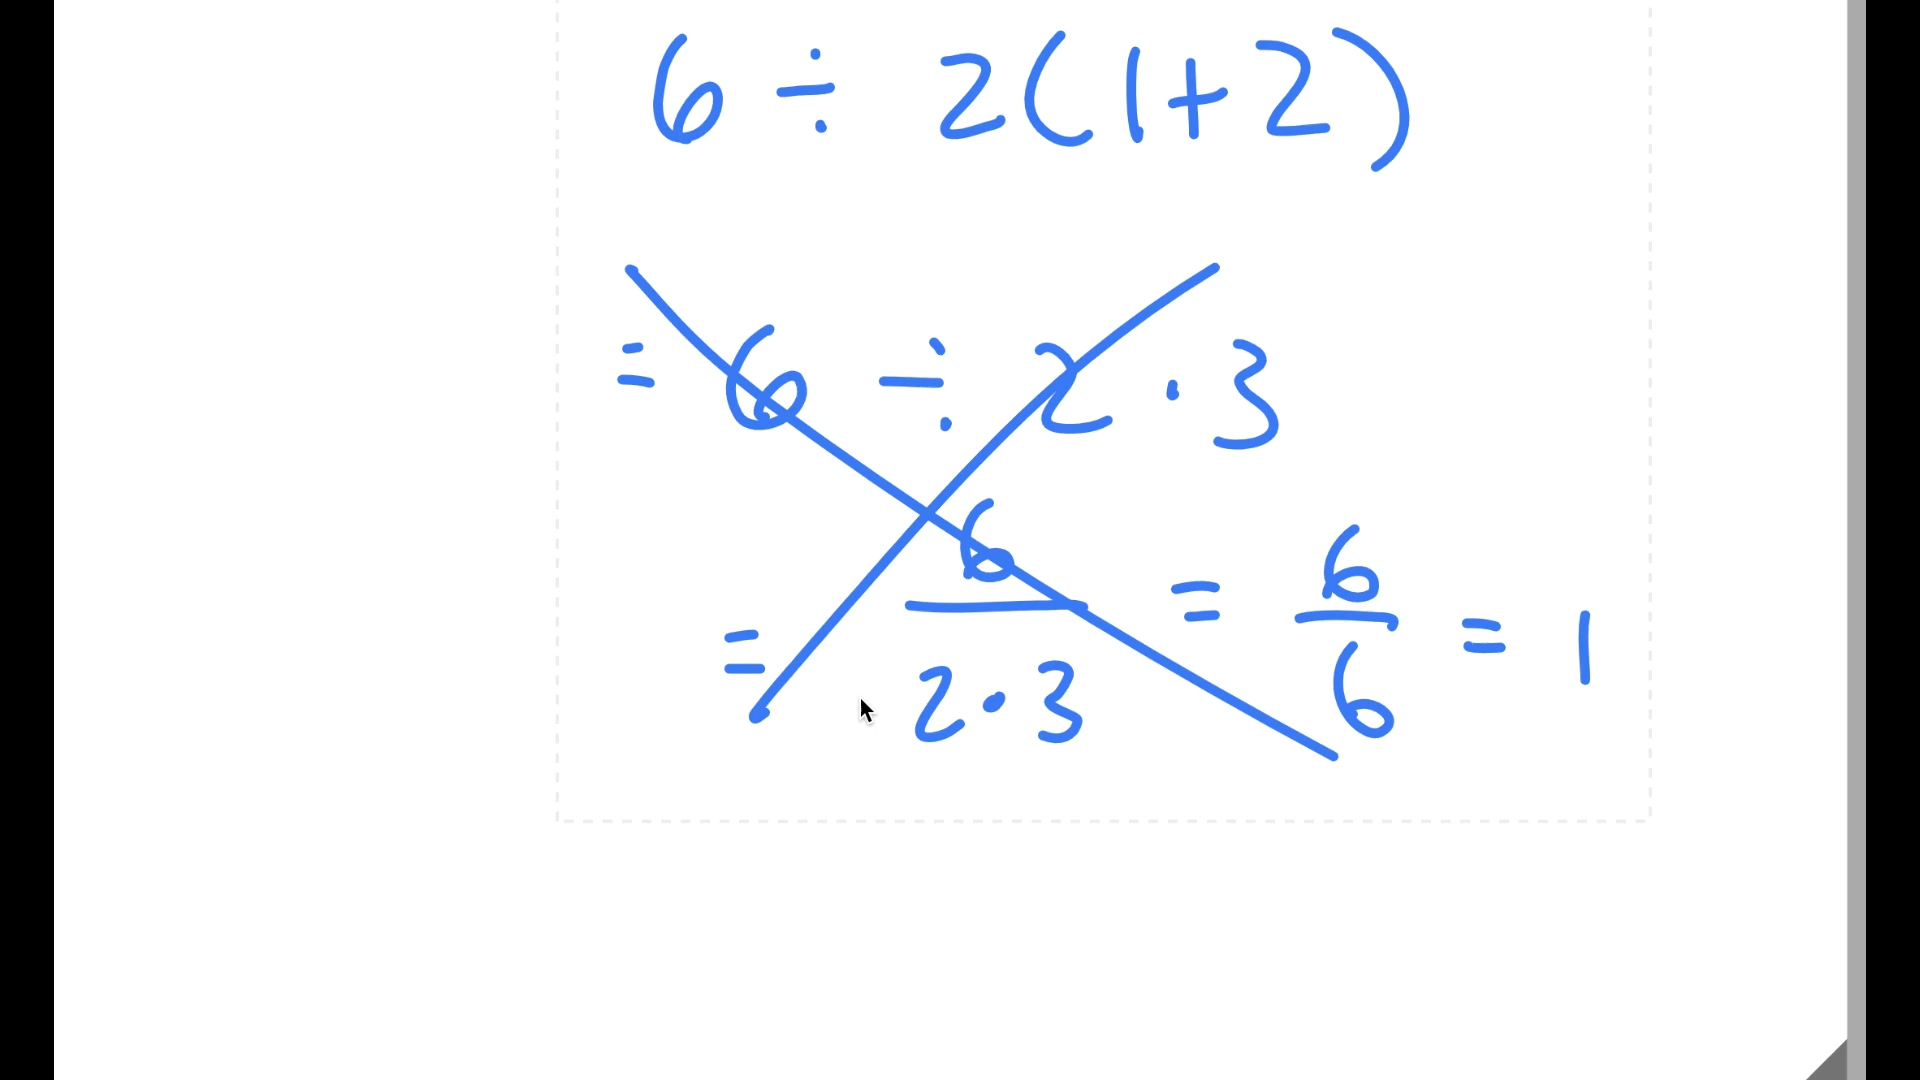 6 ÷ 2(1+2)
= 6 ÷ 2 · 3
= 6/2·3 = 6/6 = 1